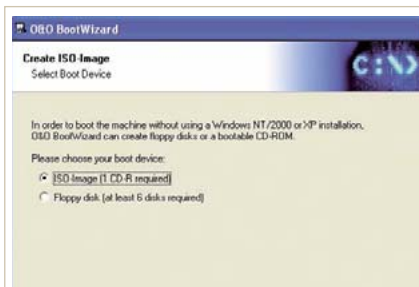 O&O BootWizard
Create ISO-Image
Select Boot Device
C:\>
In order to boot the machine without using a Windows NT/2000 or XP installation,
O&O BootWizard can create floppy disks or a bootable CD-ROM.
Please choose your boot device:
ISO-Image (1 CD-R required)
Floppy disk (at least 6 disks required)